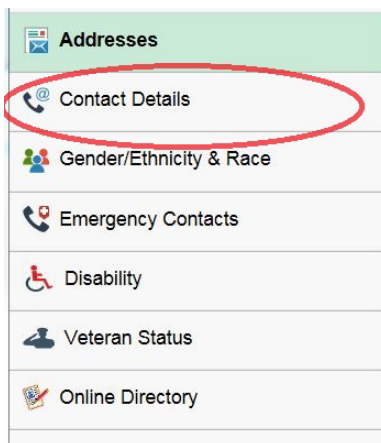 Addresses
Contact Details
Gender/Ethnicity & Race
Emergency Contacts
Disability
Veteran Status
Online Directory